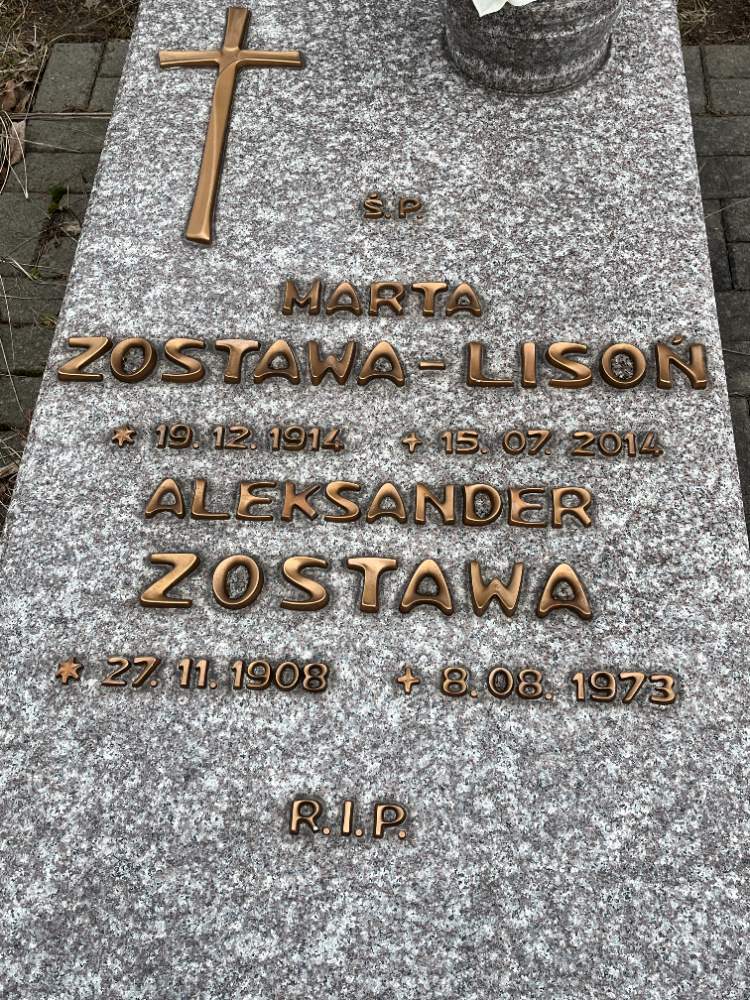 Ś.P.
MARTA
ZOSTAWA-LISOŃ
* 19.12.1914 + 15.07.2014
ALEKSANDER
ZOSTAWA
* 27.11.1908 + 8.08.1973
R.I.P.